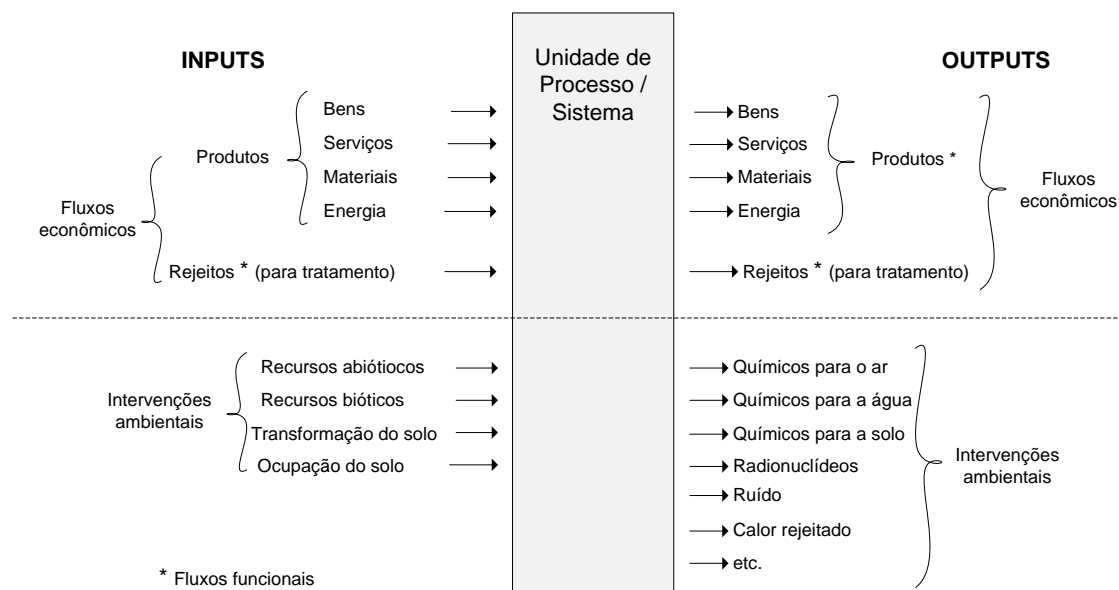 INPUTS
Unidade de
Processo /
Sistema
OUTPUTS
Bens
Serviços
Materiais
Energia
Produtos
Fluxos
econômicos
Rejeitos * (para tratamento)
Bens
Serviços
Materiais
Energia
Produtos *
Fluxos
econômicos
Rejeitos * (para tratamento)
Recursos abiótiocos
Recursos bióticos
Transformação do solo
Ocupação do solo
Intervenções
ambientais
Químicos para o ar
Químicos para a água
Químicos para a solo
Radionuclídeos
Ruído
Calor rejeitado
etc.
Intervenções
ambientais
* Fluxos funcionais